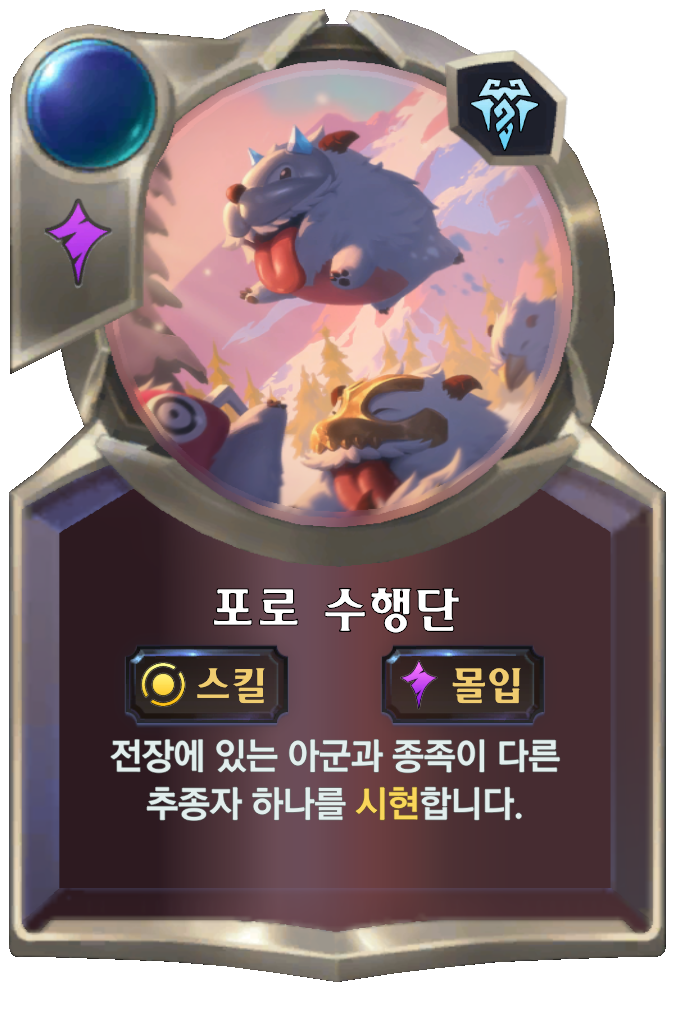 포로 수행단
스킬
몰입
전장에 있는 아군과 종족이 다른
추종자 하나를 시현합니다.